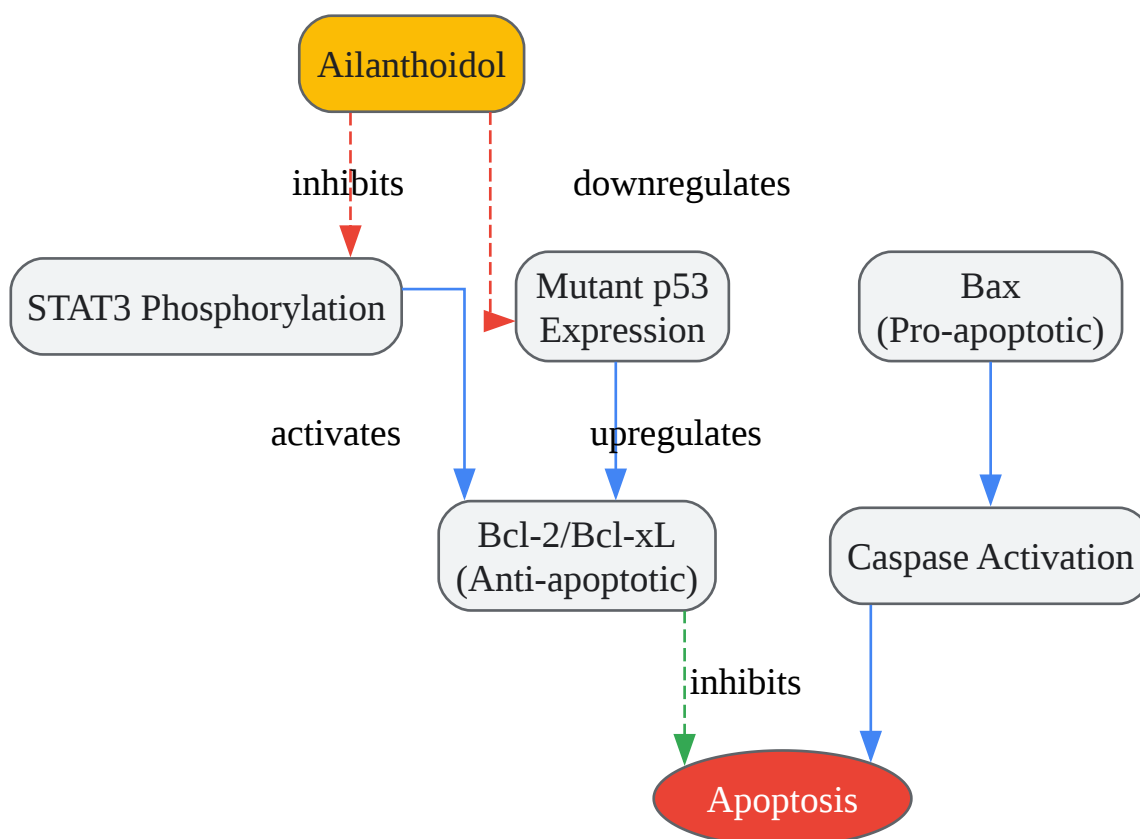 Ailanthoidol
inhibits
downregulates
STAT3 Phosphorylation
Mutant p53
Expression
Bax
(Pro-apoptotic)
activates
upregulates
Bcl-2/Bcl-xL
(Anti-apoptotic)
Caspase Activation
inhibits
Apoptosis